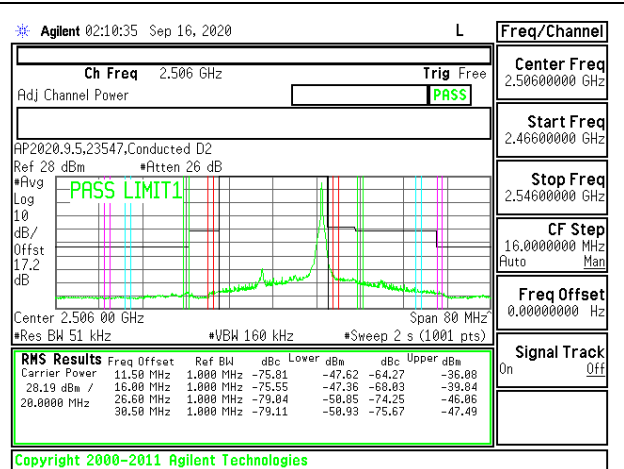 Agilent 02:10:35 Sep 16, 2020 L Freq/Channel
Ch Freq 2.506 GHz Trig Free
Adj Channel Power PASS
Center Freq
2.50600000 GHz
Start Freq
2.46600000 GHz
Stop Freq
2.54600000 GHz
CF Step
16.0000000 MHz
Auto Man
Freq Offset
0.00000000 Hz
Signal Track
On Off
AP2020.9.5,23547,Conducted D2
Ref 28 dBm #Atten 26 dB
#Avg
Log
10
dB/
Offst
17.2
dB
PASS LIMIT1
Center 2.506 00 GHz Span 80 MHz^
#Res BW 51 kHz #VBW 160 kHz #Sweep 2 s (1001 pts)
RMS Results Freq Offset Ref BW dBc Lower dBm dBc Upper dBm
Carrier Power 11.50 MHz 1.000 MHz -75.81 -47.62 -64.27 -36.08
28.19 dBm / 16.00 MHz 1.000 MHz -75.55 -47.36 -68.03 -39.84
20.0000 MHz 26.60 MHz 1.000 MHz -79.04 -50.85 -74.25 -46.06
30.50 MHz 1.000 MHz -79.11 -50.93 -75.67 -47.49
Copyright 2000-2011 Agilent Technologies